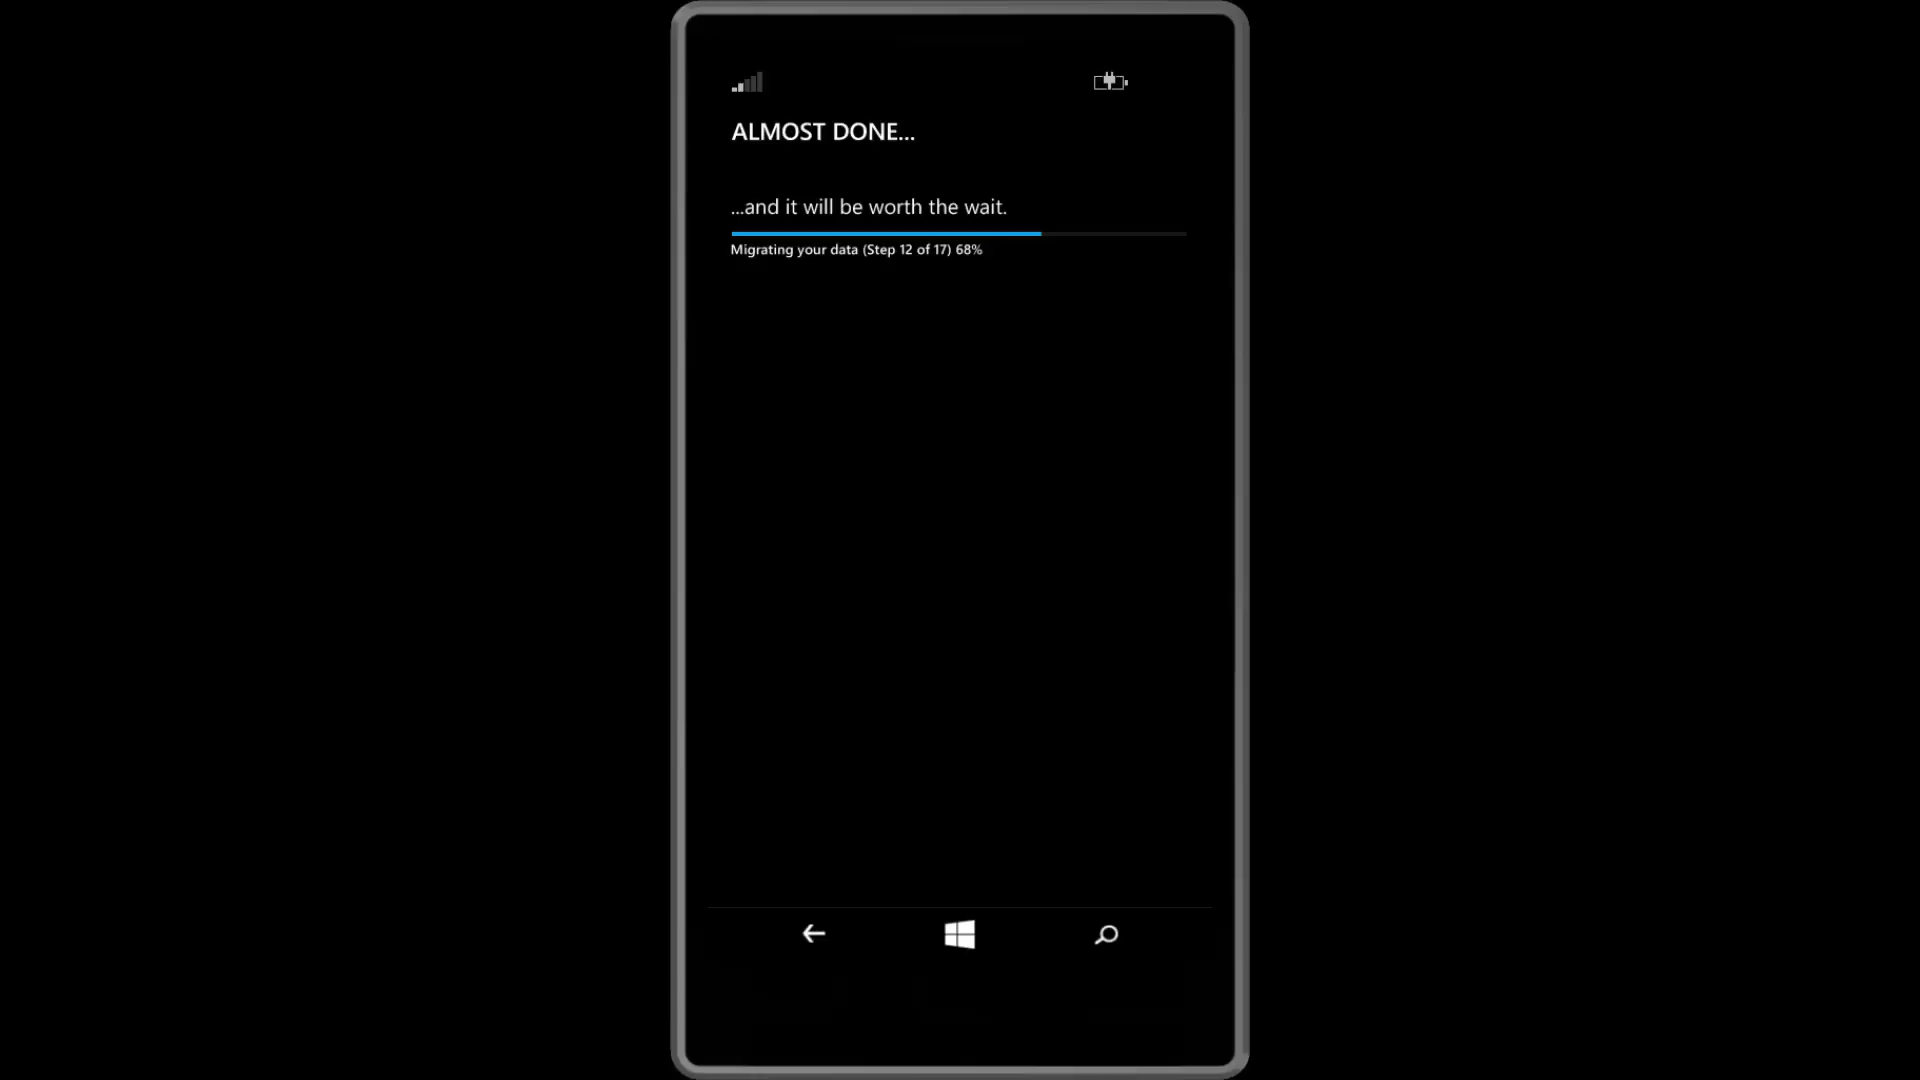 ALMOST DONE...
...and it will be worth the wait.
Migrating your data (Step 12 of 17) 68%